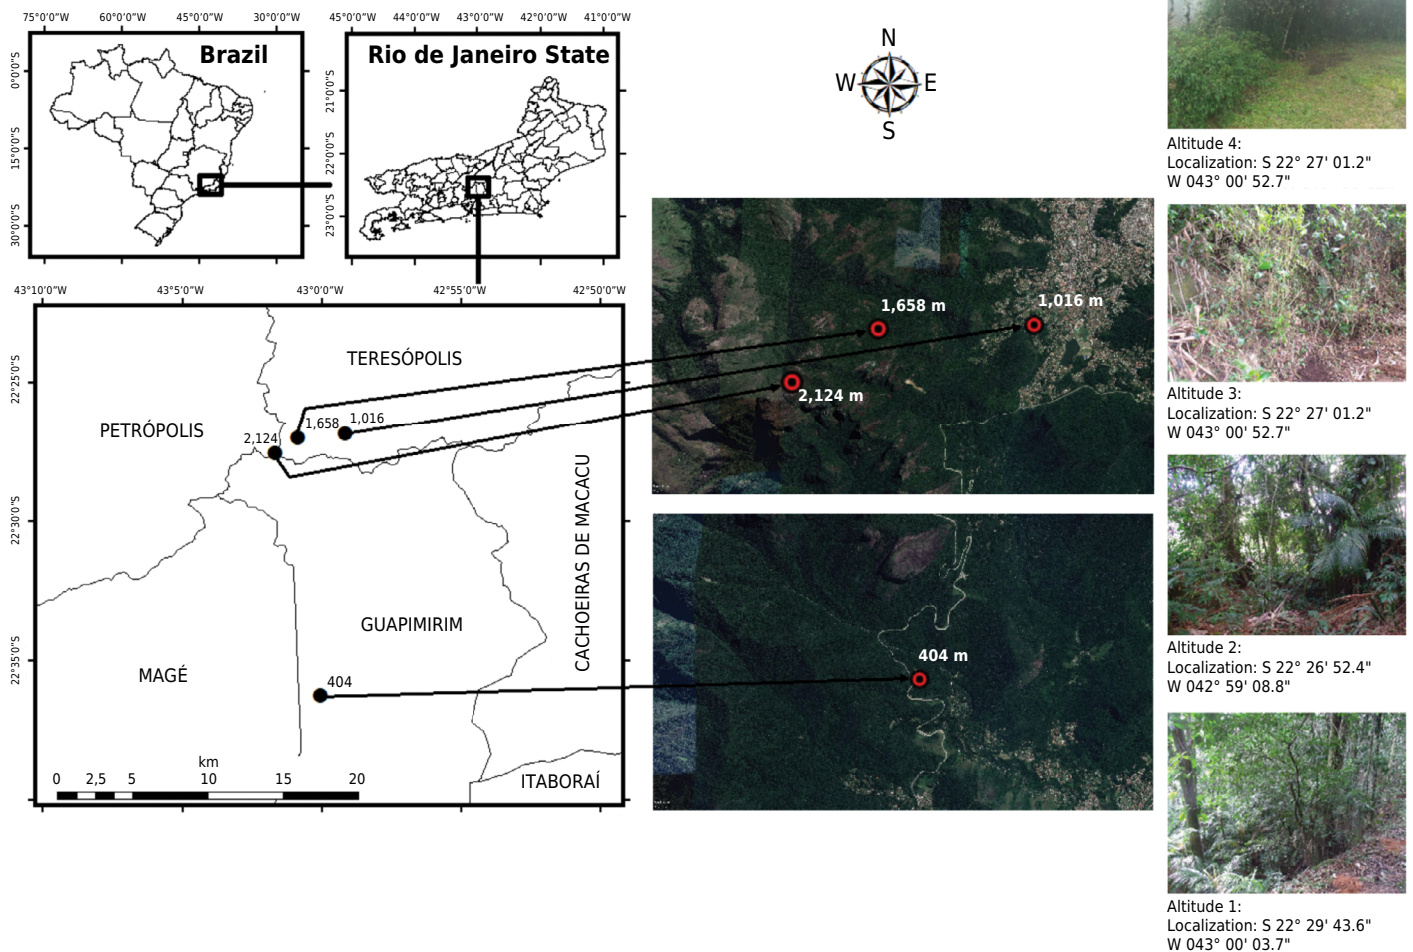 75°0'0"W 60°0'0"W 45°0'0"W 30°0'0"W
45°0'0"W 44°0'0"W 43°0'0"W 42°0'0"W 41°0'0"W
Brazil
0°0'0"S
15°0'0"S
30°0'0"S
Rio de Janeiro State
21°0'0"S
22°0'0"S
23°0'0"S
N
W E
S
43°10'0"W 43°5'0"W 43°0'0"W 42°55'0"W 42°50'0"W
22°25'0"S
22°30'0"S
22°35'0"S
TERESÓPOLIS
PETRÓPOLIS
1,658
1,016
2,124
CACHOEIRAS DE MACACU
GUAPIMIRIM
MAGÉ
404
ITABORAÍ
km
0 2,5 5 10 15 20
1,658 m
1,016 m
2,124 m
404 m
Altitude 4:
Localization: S 22° 27' 01.2"
W 043° 00' 52.7"
Altitude 3:
Localization: S 22° 27' 01.2"
W 043° 00' 52.7"
Altitude 2:
Localization: S 22° 26' 52.4"
W 042° 59' 08.8"
Altitude 1:
Localization: S 22° 29' 43.6"
W 043° 00' 03.7"